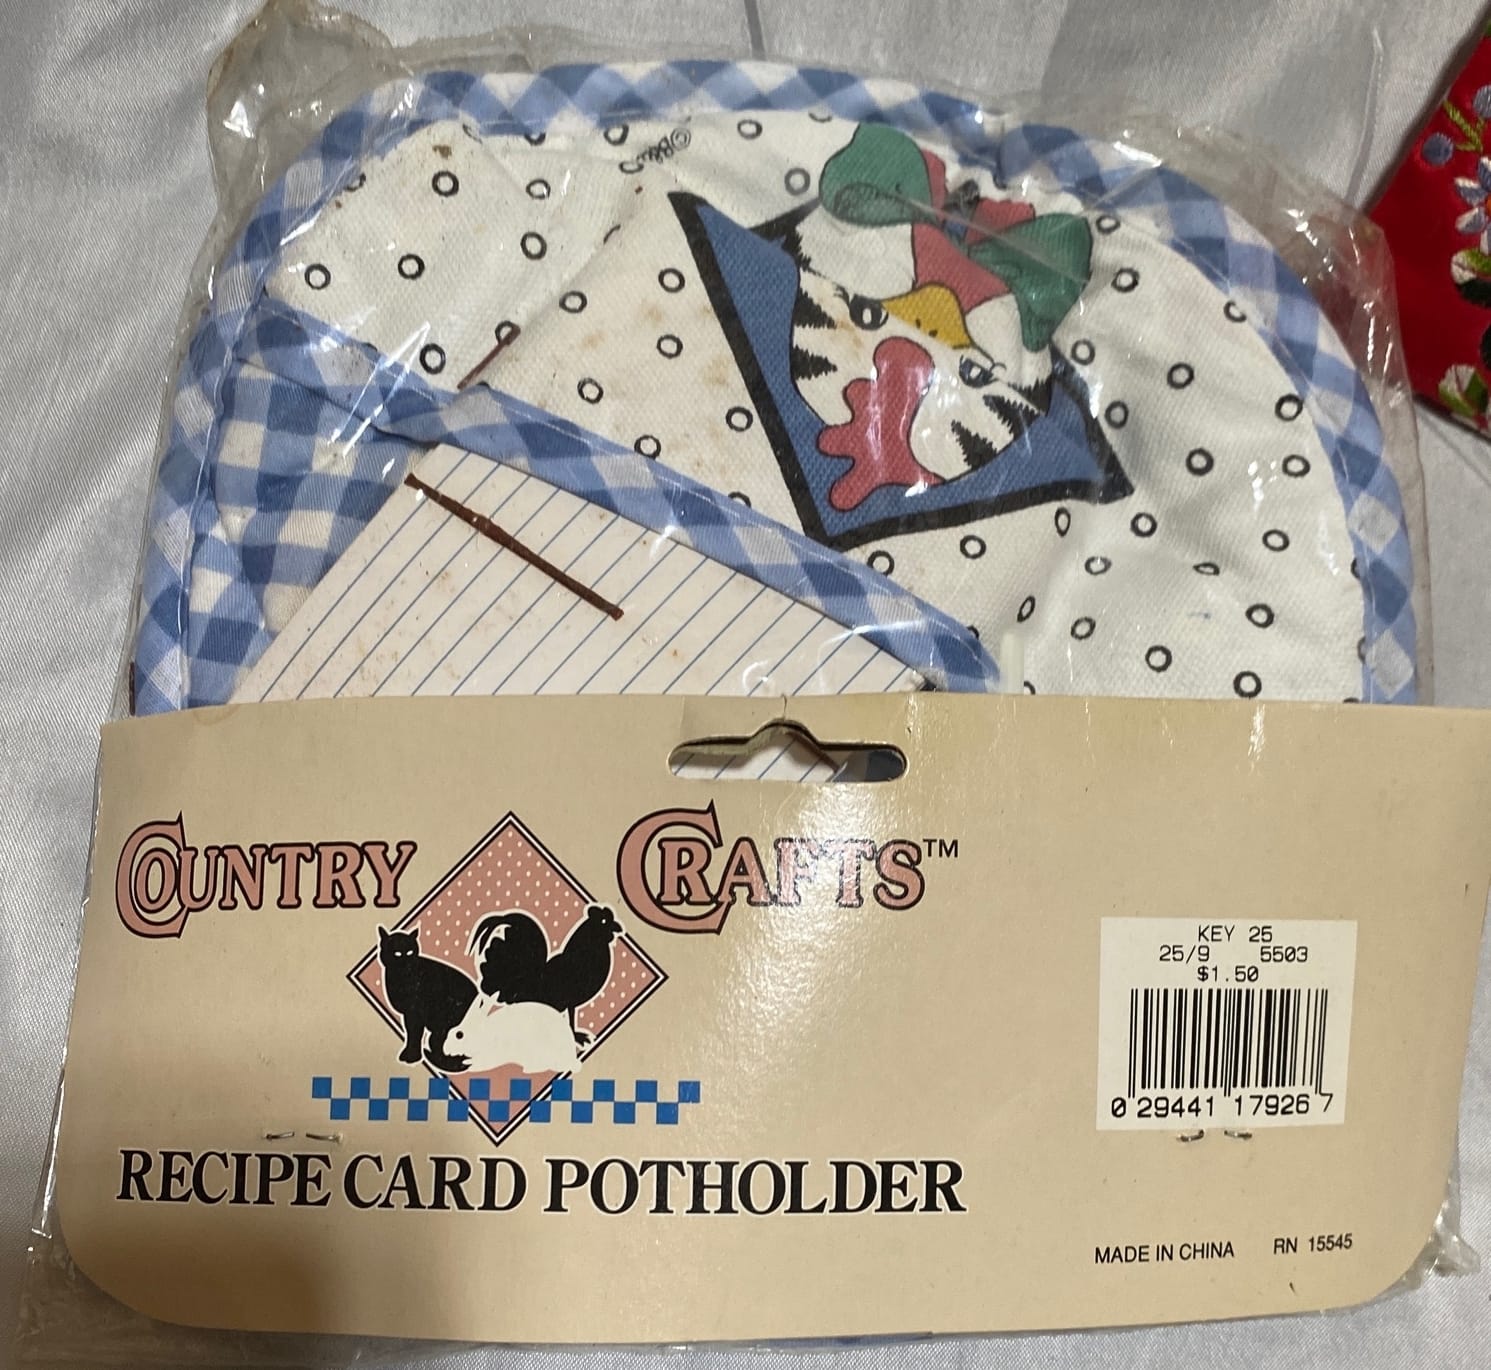 COUNTRY CRAFTS™
KEY 25
25/9 5503
$1.50
0 29441 17926 7
RECIPE CARD POTHOLDER
MADE IN CHINA RN 15545